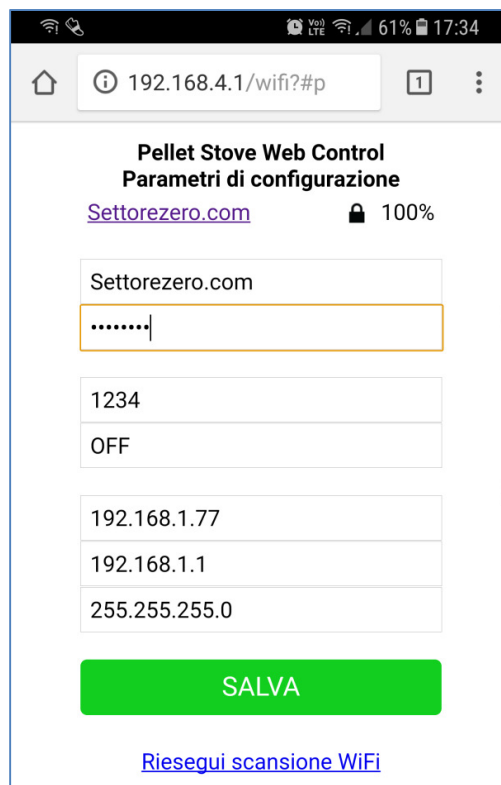 Vo)) LTE 61% 17:34
192.168.4.1/wifi?#p 1
Pellet Stove Web Control
Parametri di configurazione
Settorezero.com 100%
Settorezero.com
••••••••
1234
OFF
192.168.1.77
192.168.1.1
255.255.255.0
SALVA
Riesegui scansione WiFi